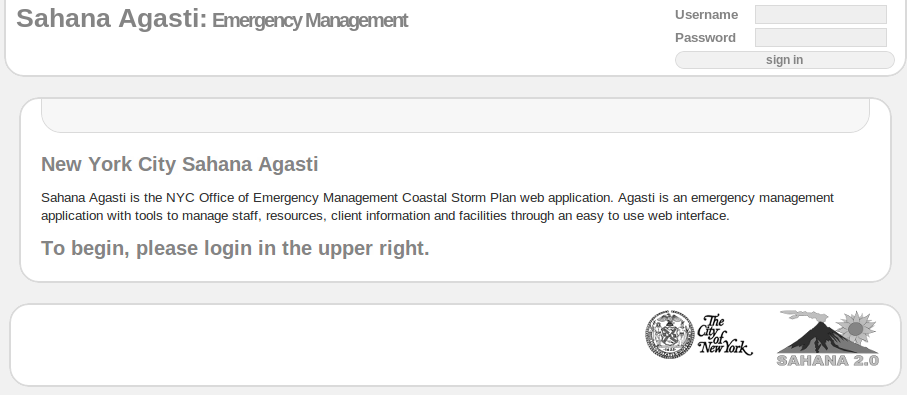 Sahana Agasti: Emergency Management
Username
Password
sign in
New York City Sahana Agasti
Sahana Agasti is the NYC Office of Emergency Management Coastal Storm Plan web application. Agasti is an emergency management
application with tools to manage staff, resources, client information and facilities through an easy to use web interface.
To begin, please login in the upper right.
The
City
of
New York
SAHANA 2.0